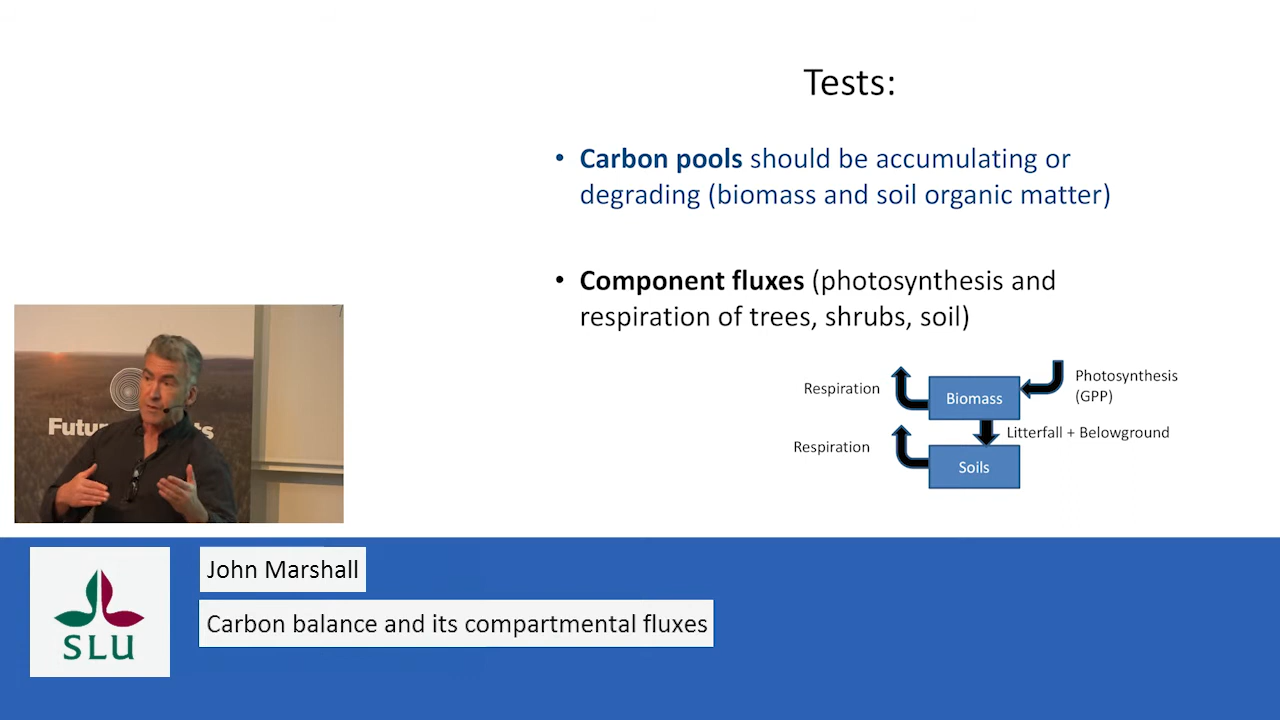 Tests:
• Carbon pools should be accumulating or
degrading (biomass and soil organic matter)
• Component fluxes (photosynthesis and
respiration of trees, shrubs, soil)
Respiration
Biomass
Photosynthesis
(GPP)
Litterfall + Belowground
Respiration
Soils
SLU
John Marshall
Carbon balance and its compartmental fluxes